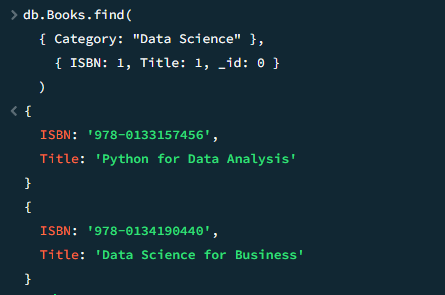 > db.Books.find(
{ Category: "Data Science" },
{ ISBN: 1, Title: 1, _id: 0 }
)
< {
ISBN: '978-0133157456',
Title: 'Python for Data Analysis'
}
{
ISBN: '978-0134190440',
Title: 'Data Science for Business'
}